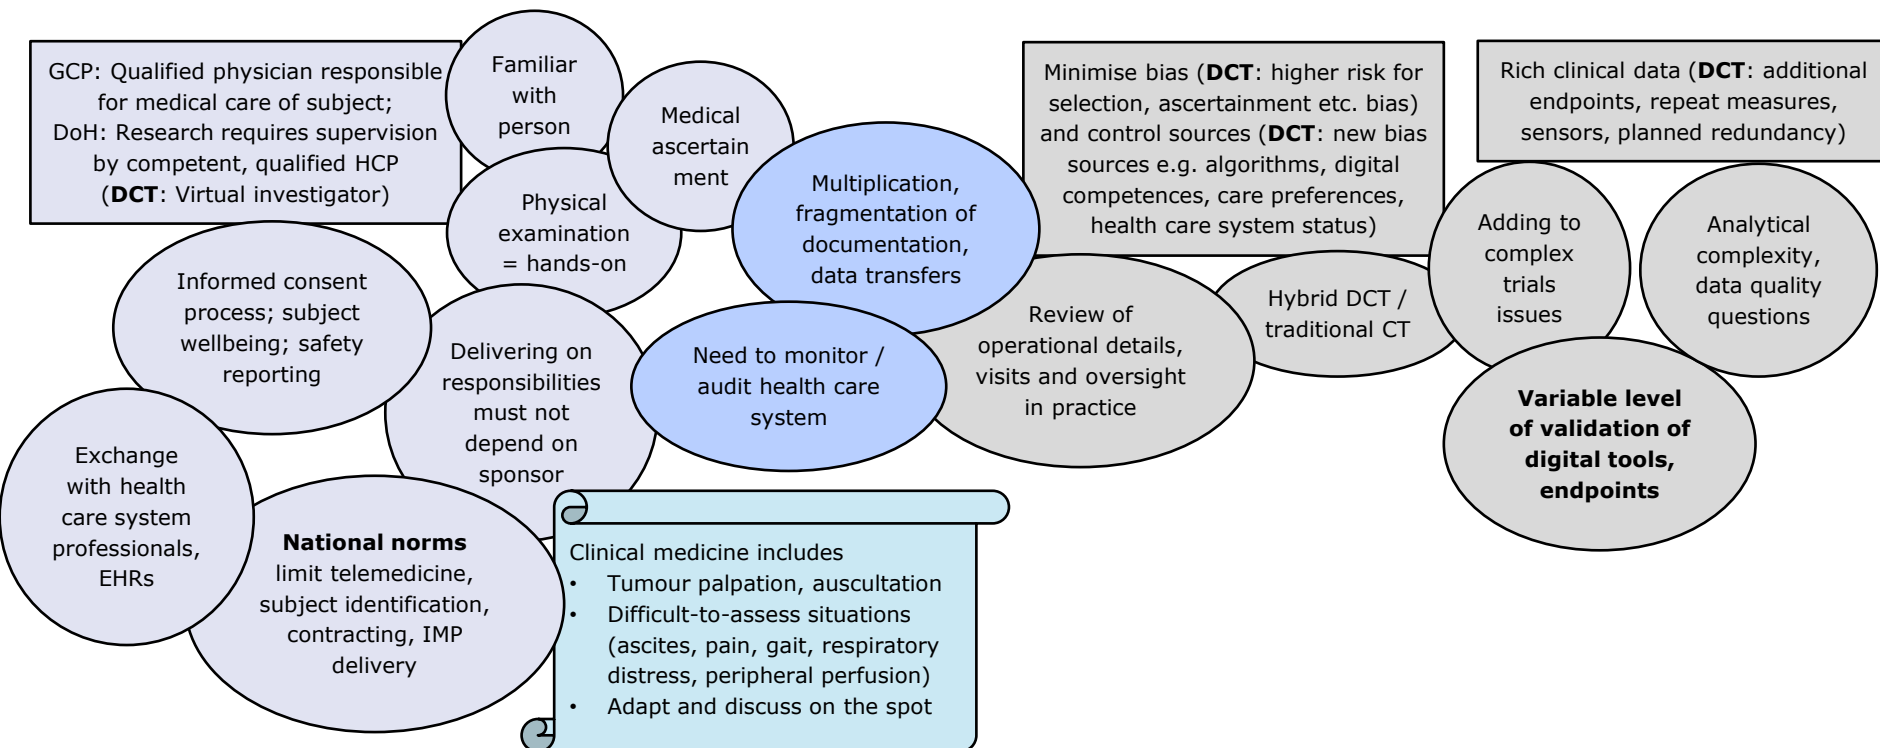 GCP: Qualified physician responsible
for medical care of subject;
DoH: Research requires supervision
by competent, qualified HCP
(DCT: Virtual investigator)
Familiar
with
person
Medical
ascertain
ment
Physical
examination
= hands-on
Informed consent
process; subject
wellbeing; safety
reporting
Delivering on
responsibilities
must not
depend on
sponsor
Exchange
with health
care system
professionals,
EHRs
National norms
limit telemedicine,
subject identification,
contracting, IMP
delivery
Multiplication,
fragmentation of
documentation,
data transfers
Need to monitor /
audit health care
system
Clinical medicine includes
• Tumour palpation, auscultation
• Difficult-to-assess situations
(ascites, pain, gait, respiratory
distress, peripheral perfusion)
• Adapt and discuss on the spot
Minimise bias (DCT: higher risk for
selection, ascertainment etc. bias)
and control sources (DCT: new bias
sources e.g. algorithms, digital
competences, care preferences,
health care system status)
Review of
operational details,
visits and oversight
in practice
Hybrid DCT /
traditional CT
Rich clinical data (DCT: additional
endpoints, repeat measures,
sensors, planned redundancy)
Adding to
complex
trials
issues
Analytical
complexity,
data quality
questions
Variable level
of validation of
digital tools,
endpoints